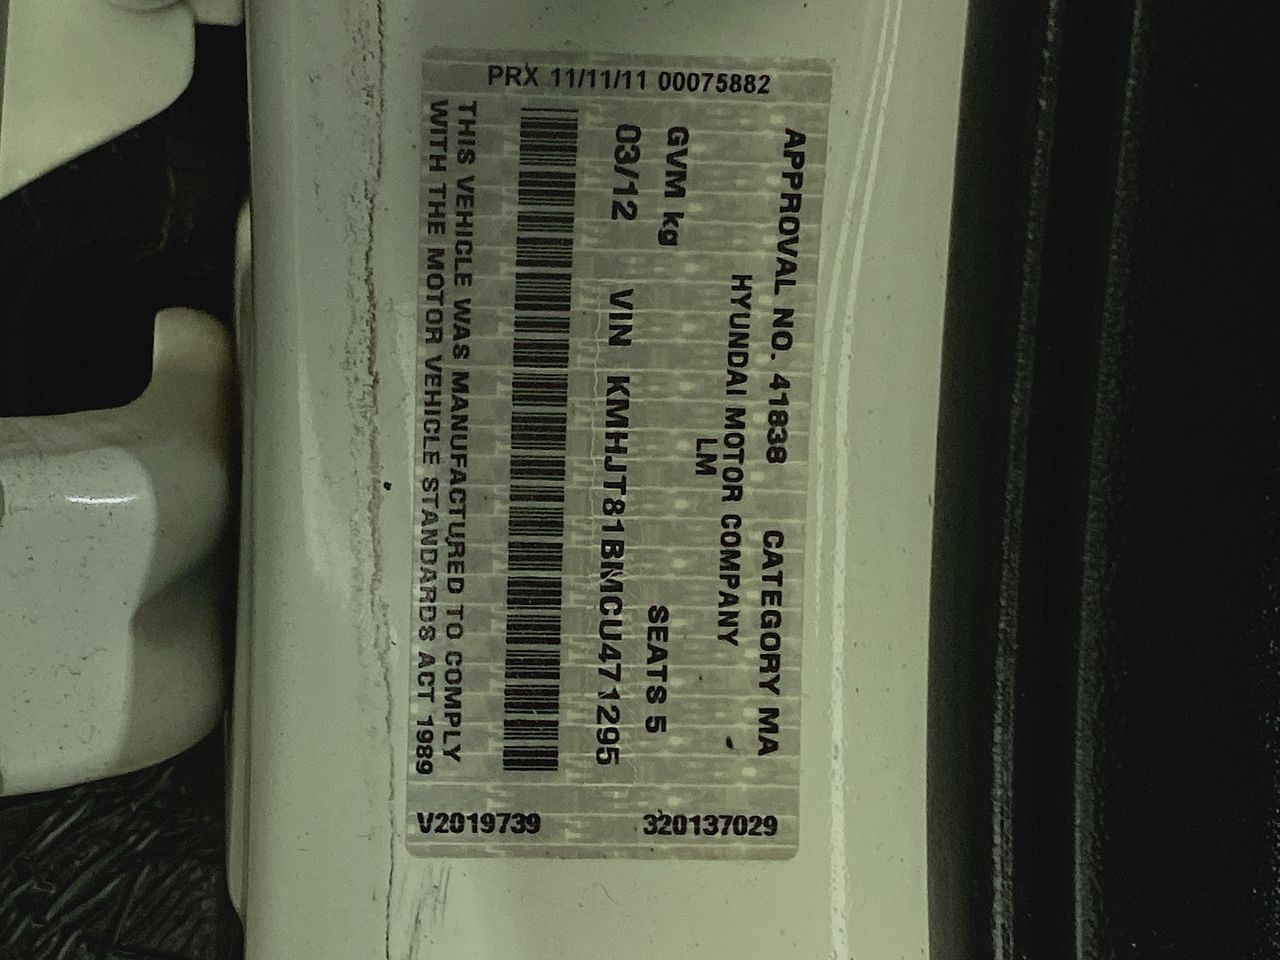 PRX 11/11/11 00075882
APPROVAL NO. 41838 CATEGORY MA
HYUNDAI MOTOR COMPANY
LM
GVM kg SEATS 5
03/12 VIN KMHJT81BMCU471295
THIS VEHICLE WAS MANUFACTURED TO COMPLY
WITH THE MOTOR VEHICLE STANDARDS ACT 1989
V2019739 320137029